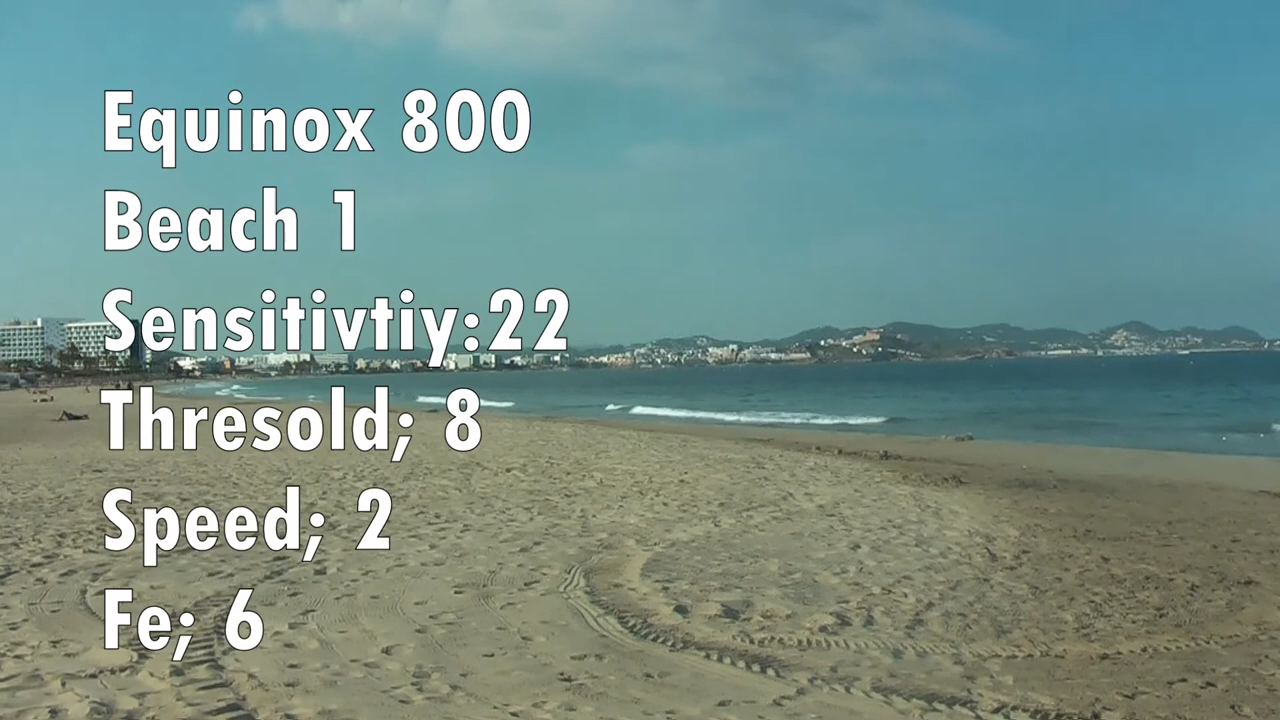 Equinox 800
Beach 1
Sensitivtiy:22
Thresold; 8
Speed; 2
Fe; 6